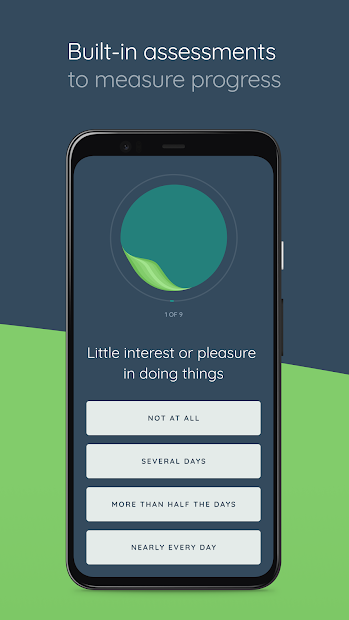 Built-in assessments
to measure progress
1 OF 9
Little interest or pleasure
in doing things
NOT AT ALL
SEVERAL DAYS
MORE THAN HALF THE DAYS
NEARLY EVERY DAY